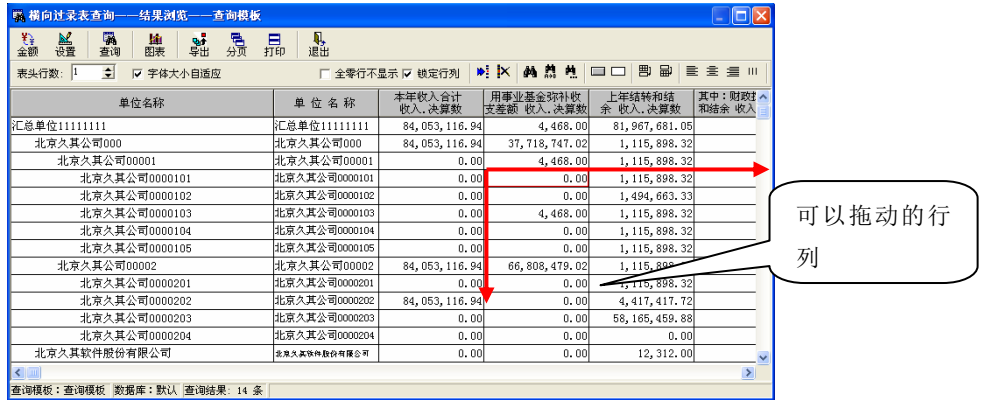 横向过录表查询——结果浏览——查询模板
金额 设置 查询 图表 导出 分页 打印 退出
表头行数: 1 字体大小自适应 全零行不显示 锁定行列
单位名称 单 位 名 称 本年收入合计 收入.决算数 用事业基金弥补收支差额 收入.决算数 上年结转和结余 收入.决算数 其中:财政拨 和结余 收入
汇总单位11111111 汇总单位11111111 84,053,116.94 4,468.00 81,967,681.05
北京久其公司000 北京久其公司000 84,053,116.94 37,718,747.02 1,115,898.32
北京久其公司00001 北京久其公司00001 0.00 4,468.00 1,115,898.32
北京久其公司0000101 北京久其公司0000101 0.00 0.00 1,115,898.32
北京久其公司0000102 北京久其公司0000102 0.00 0.00 1,494,663.33
北京久其公司0000103 北京久其公司0000103 0.00 4,468.00 1,115,898.32
北京久其公司0000104 北京久其公司0000104 0.00 0.00 1,115,898.32
北京久其公司0000105 北京久其公司0000105 0.00 0.00 1,115,898.32
北京久其公司00002 北京久其公司00002 84,053,116.94 66,808,479.02 1,115,898.32
北京久其公司0000201 北京久其公司0000201 0.00 0.00 1,115,898.32
北京久其公司0000202 北京久其公司0000202 84,053,116.94 0.00 4,417,417.72
北京久其公司0000203 北京久其公司0000203 0.00 0.00 58,165,459.88
北京久其公司0000204 北京久其公司0000204 0.00 0.00 0.00
北京久其软件股份有限公司 北京久其软件股份有限公司 0.00 0.00 12,312.00
查询模板:查询模板 数据库:默认 查询结果: 14 条
可以拖动的行
列